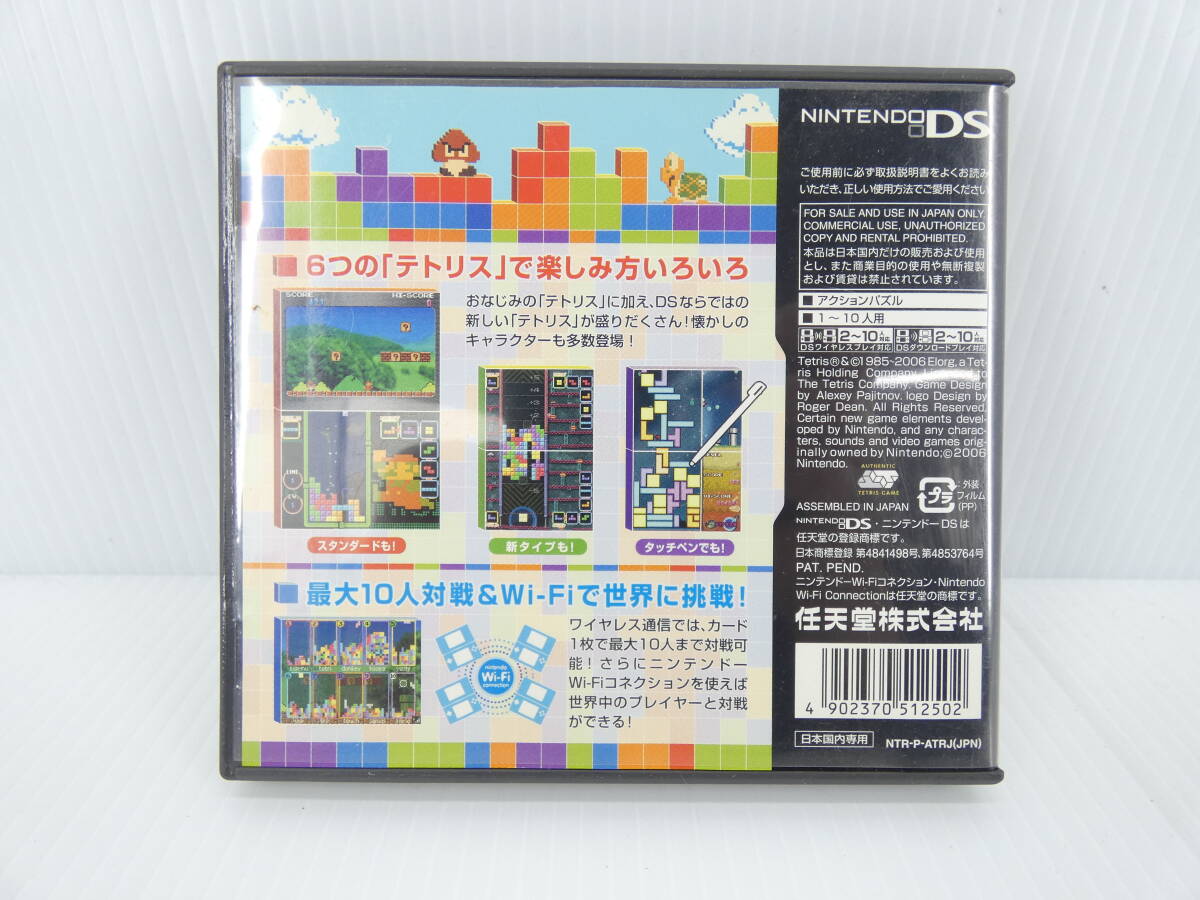 6つの「テトリス」で楽しみ方いろいろ
SCORE
HI-SCORE
おなじみの「テトリス」に加え、DSならではの
新しい「テトリス」が盛りだくさん!懐かしの
キャラクターも多数登場!
スタンダードも!
新タイプも!
タッチペンでも!
最大10人対戦&Wi-Fiで世界に挑戦!
nintendo
Wi-Fi
connection
ワイヤレス通信では、カード
1枚で最大10人まで対戦可
能!さらにニンテンドー
Wi-Fiコネクションを使えば
世界中のプレイヤーと対戦
ができる!
NINTENDO DS
ご使用前に必ず取扱説明書をよくお読み
いただき、正しい使用方法でご愛用ください
FOR SALE AND USE IN JAPAN ONLY
COMMERCIAL USE, UNAUTHORIZED
COPY AND RENTAL PROHIBITED.
本品は日本国内だけの販売および使用
とし、また商業目的の使用や無断複製
および賃貸は禁止されています。
■アクションパズル
■1~10人用
2~10人対応
DSワイヤレスプレイ対応
2~10人対応
DSダウンロードプレイ対応
Tetris®&©1985~2006 Elorg, a Tet-
ris Holding Company. Licensed to
The Tetris Company. Game Design
by Alexey Pajitnov. logo Design by
Roger Dean. All Rights Reserved.
Certain new game elements devel-
oped by Nintendo, and any charac-
ters, sounds and video games orig-
inally owned by Nintendo;©2006
Nintendo.
AUTHENTIC
TETRIS GAME
プラ
:外装
フィルム
(PP)
ASSEMBLED IN JAPAN
NINTENDO DS・ニンテンドーDSは
任天堂の登録商標です。
日本商標登録 第4841498号、第4853764号
PAT. PEND.
ニンテンドーWi-Fiコネクション・Nintendo
Wi-Fi Connectionは任天堂の商標です。
任天堂株式会社
4 902370 512502
日本国内専用
NTR-P-ATRJ(JPN)